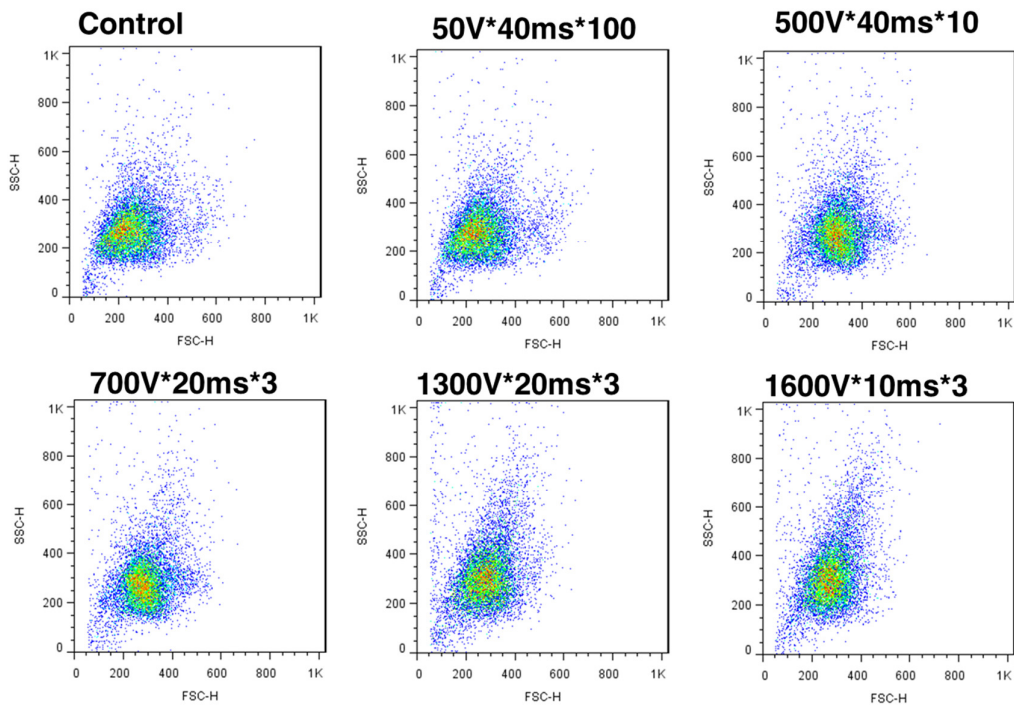 Control
50V*40ms*100
500V*40ms*10
1K
800
600
400
200
0
SSC-H
0 200 400 600 800 1K
FSC-H
1K
800
600
400
200
0
SSC-H
0 200 400 600 800 1K
FSC-H
1K
800
600
400
200
0
SSC-H
0 200 400 600 800 1K
FSC-H
700V*20ms*3
1300V*20ms*3
1600V*10ms*3
1K
800
600
400
200
0
SSC-H
0 200 400 600 800 1K
FSC-H
1K
800
600
400
200
0
SSC-H
0 200 400 600 800 1K
FSC-H
1K
800
600
400
200
0
SSC-H
0 200 400 600 800 1K
FSC-H